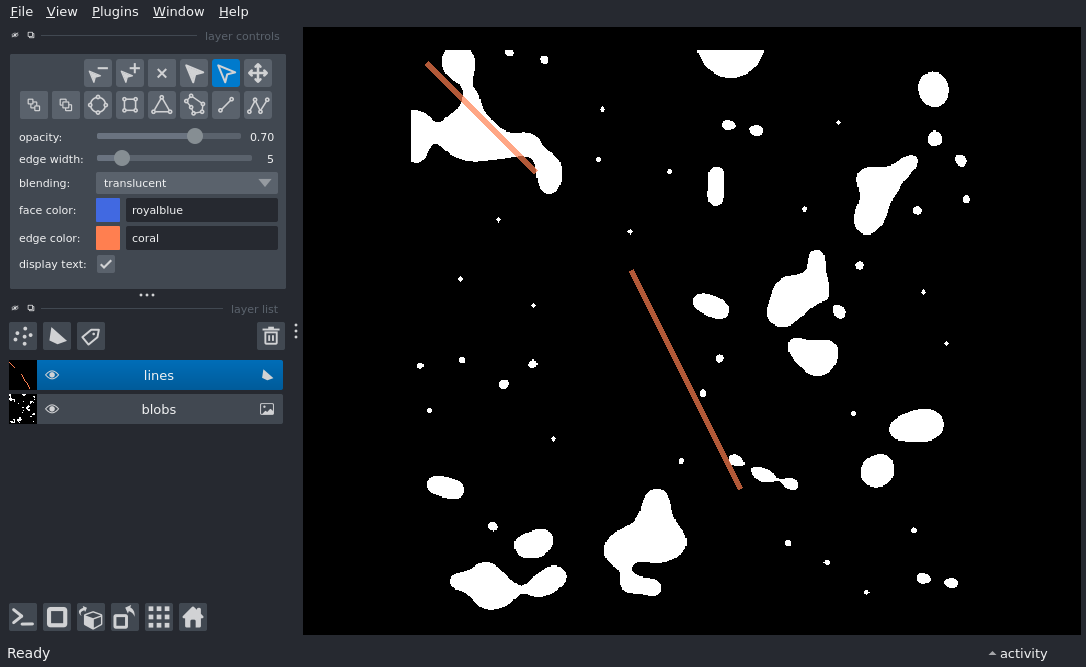 File View Plugins Window Help
layer controls
opacity: 0.70
edge width: 5
blending: translucent
face color: royalblue
edge color: coral
display text:
layer list
lines
blobs
Ready
activity